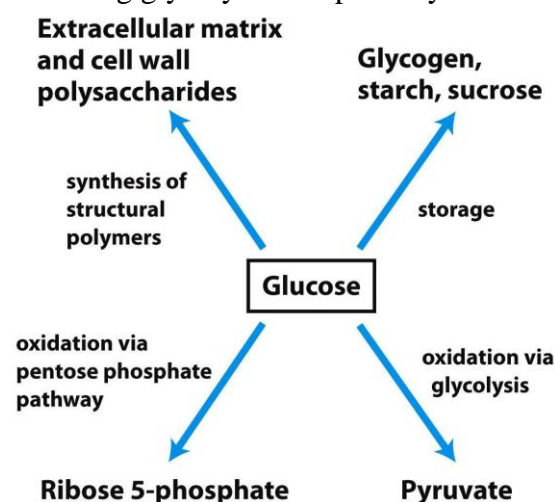 Extracellular matrix
and cell wall
polysaccharides
Glycogen,
starch, sucrose
synthesis of
structural
polymers
storage
Glucose
oxidation via
pentose phosphate
pathway
oxidation via
glycolysis
Ribose 5-phosphate
Pyruvate